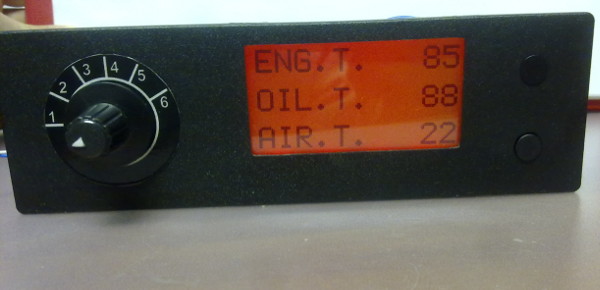 1 2 3 4 5 6
ENG.T. 85
OIL.T. 88
AIR.T. 22